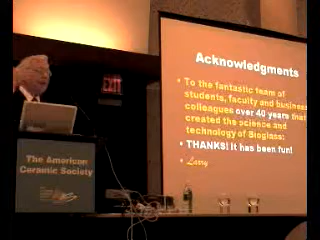 EXIT
Acknowledgments
• To the fantastic team of
students, faculty and business
colleagues over 40 years that
created the science and
technology of Bioglass:
• THANKS! It has been fun!
• Larry
The American
Ceramic Society